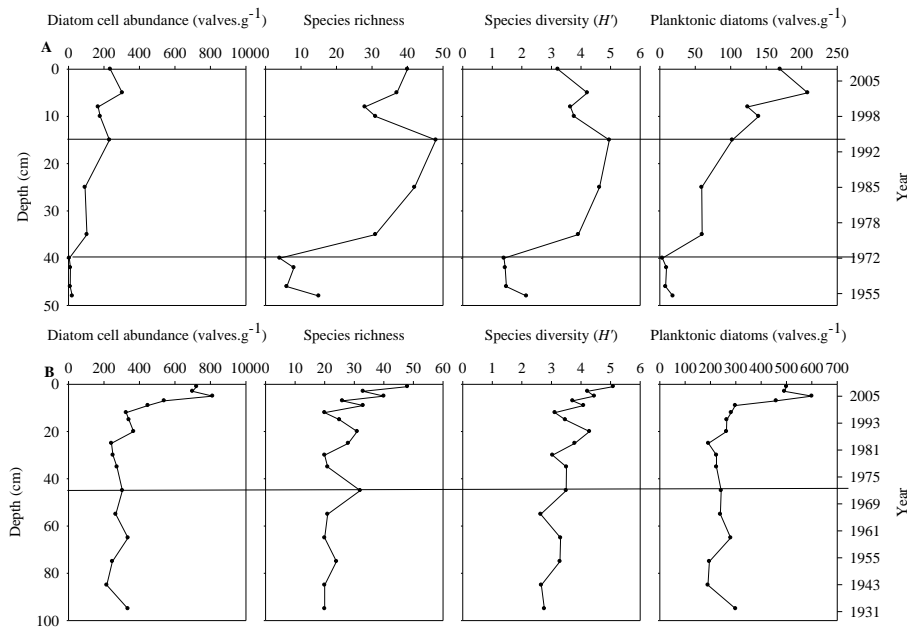 Diatom cell abundance (valves.g-1) Species richness Species diversity (H') Planktonic diatoms (valves.g-1)
A
0 200 400 600 800 1000 0 10 20 30 40 50 0 1 2 3 4 5 6 0 50 100 150 200 250
0
10
20
30
40
50
Depth (cm)
2005
1998
1992
1985
1978
1972
1955
Year
Diatom cell abundance (valves.g-1) Species richness Species diversity (H') Planktonic diatoms (valves.g-1)
B
0 200 400 600 800 1000 0 10 20 30 40 50 60 0 1 2 3 4 5 6 0 100 200 300 400 500 600 700
0
20
40
60
80
100
Depth (cm)
2005
1993
1981
1975
1969
1961
1955
1943
1931
Year